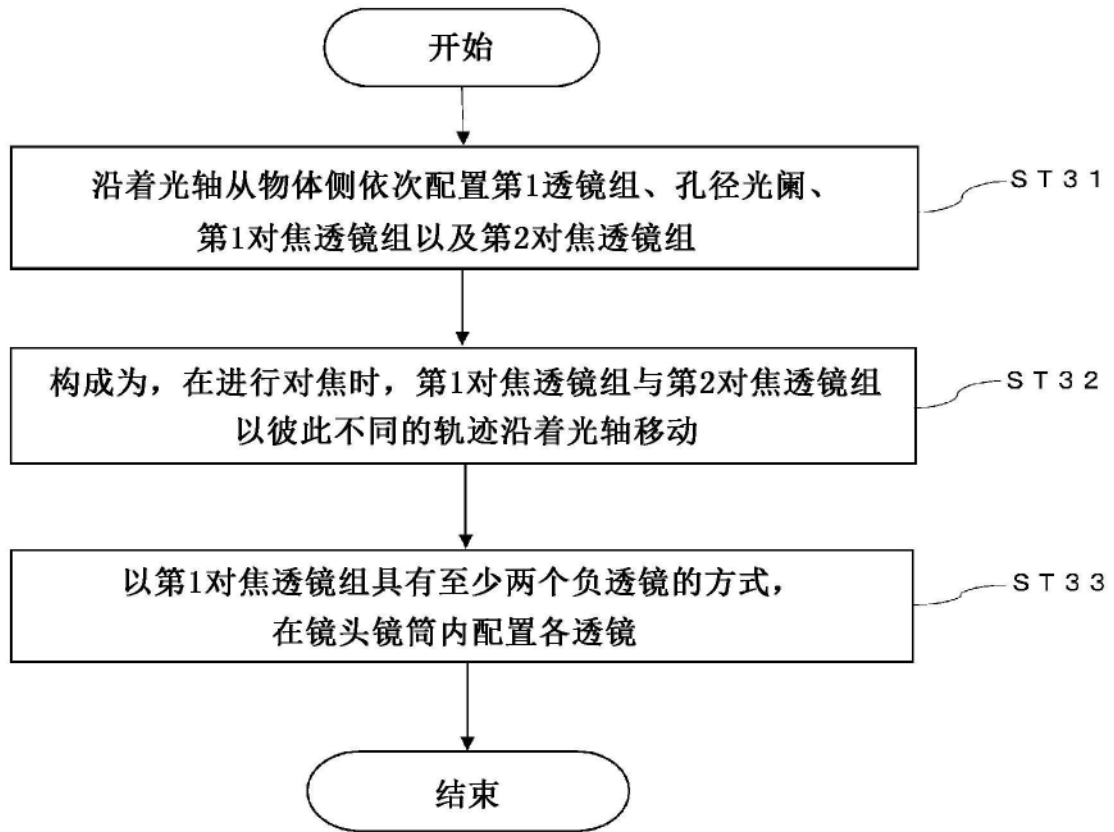 开始
沿着光轴从物体侧依次配置第1透镜组、孔径光阑、
第1对焦透镜组以及第2对焦透镜组
ST31
构成为，在进行对焦时，第1对焦透镜组与第2对焦透镜组
以彼此不同的轨迹沿着光轴移动
ST32
以第1对焦透镜组具有至少两个负透镜的方式，
在镜头镜筒内配置各透镜
ST33
结束